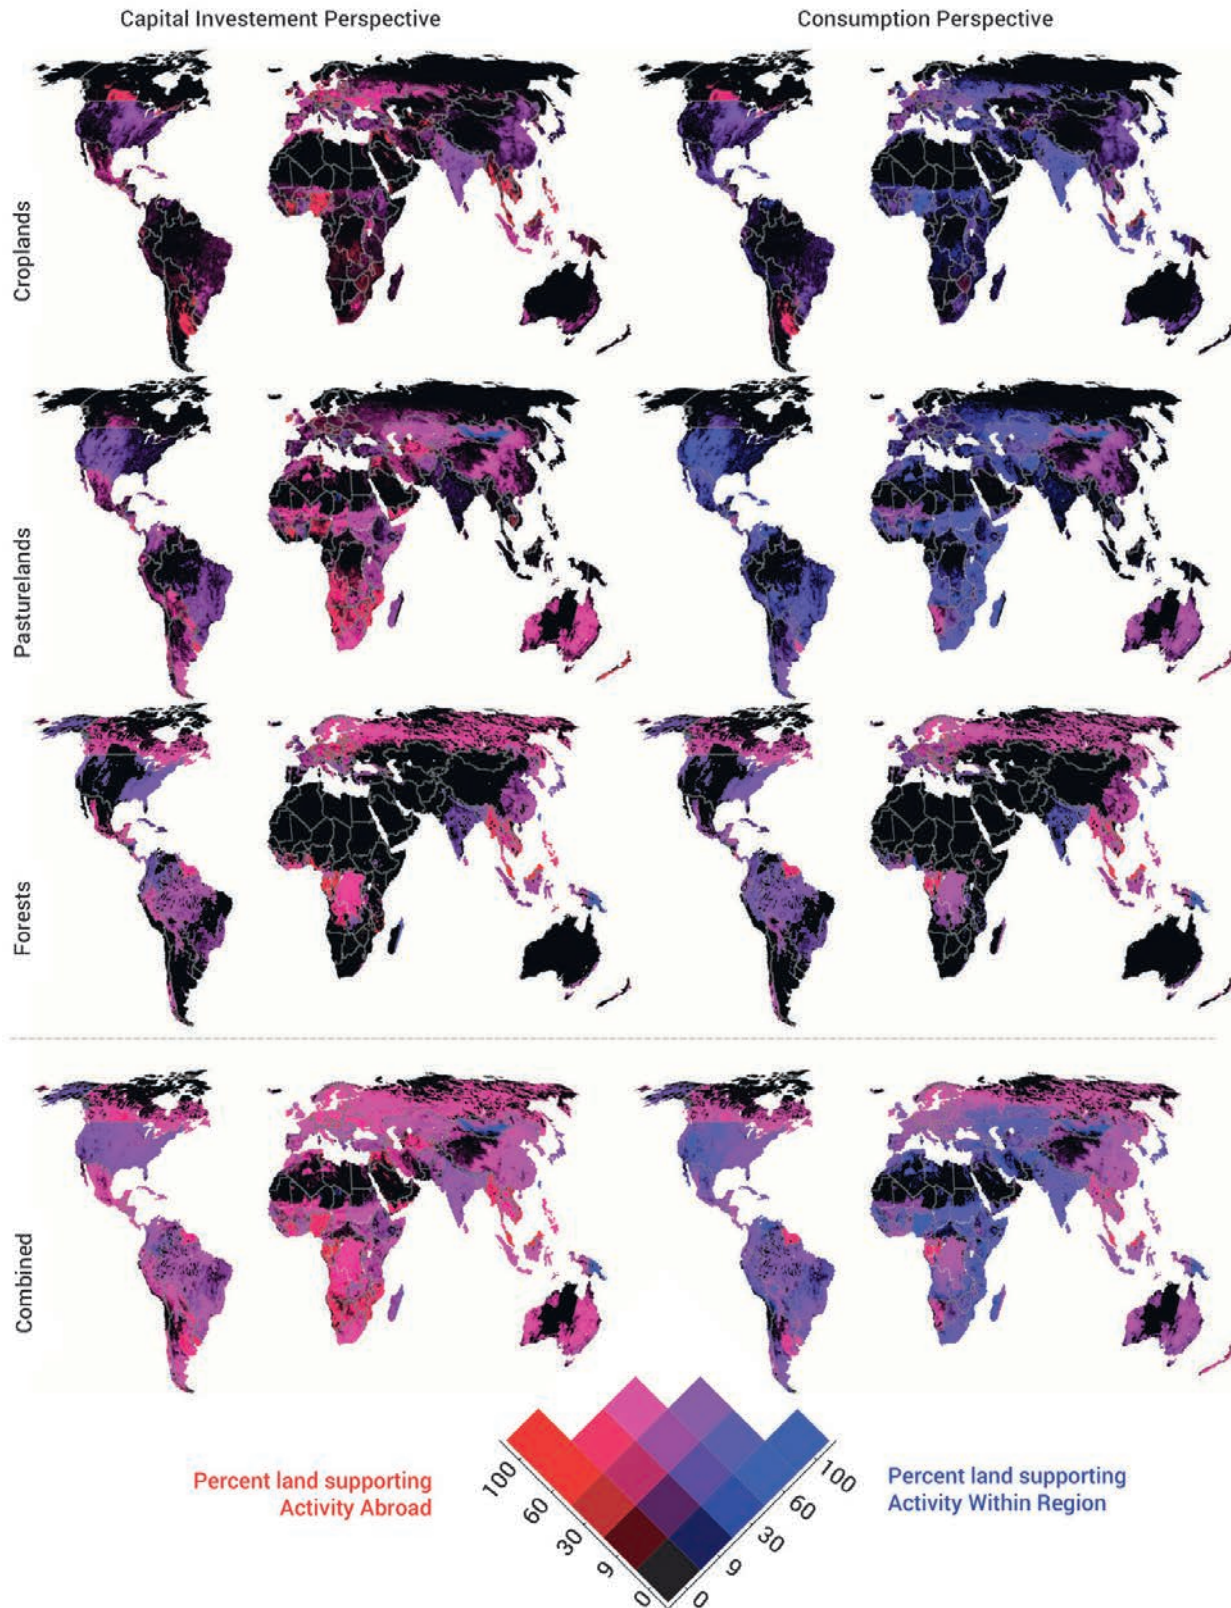 Capital Investement Perspective
Consumption Perspective
Croplands
Pasturelands
Forests
Combined
Percent land supporting
Activity Abroad
100
60
30
9
0
0
9
30
60
100
Percent land supporting
Activity Within Region